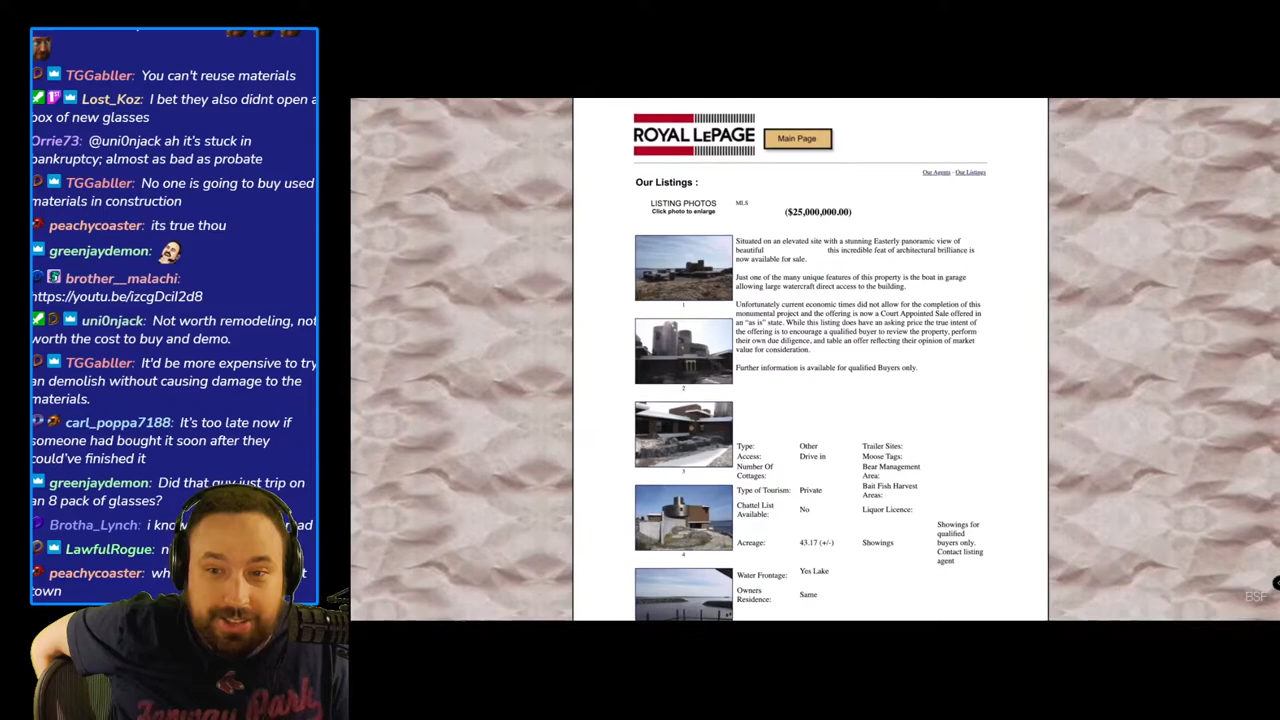 TGGabller: You can't reuse materials
Lost_Koz: I bet they also didnt open a
box of new glasses
Orrie73: @uni0njack ah it's stuck in
bankruptcy; almost as bad as probate
TGGabller: No one is going to buy used
materials in construction
peachycoaster: its true thou
greenjaydemon:
brother__malachi:
https://youtu.be/izcgDciI2d8
uni0njack: Not worth remodeling, not
worth the cost to buy and demo.
TGGabller: It'd be more expensive to try
an demolish without causing damage to the
materials.
carl_poppa7188: It's too late now if
someone had bought it soon after they
could've finished it
greenjaydemon: Did that guy just trip on
an 8 pack of glasses?
Brotha_Lynch: i kno
ad
LawfulRogue:
peachycoaster: wh
t
town
ROYAL LEPAGE
Main Page
Our Agents - Our Listings
Our Listings :
LISTING PHOTOS
Click photo to enlarge
MLS
($25,000,000.00)
Situated on an elevated site with a stunning Easterly panoramic view of
beautiful this incredible feat of architectural brilliance is
now available for sale.
Just one of the many unique features of this property is the boat in garage
allowing large watercraft direct access to the building.
Unfortunately current economic times did not allow for the completion of this
monumental project and the offering is now a Court Appointed Sale offered in
an “as is” state. While this listing does have an asking price the true intent of
the offering is to encourage a qualified buyer to review the property, perform
their own due diligence, and table an offer reflecting their opinion of market
value for consideration.
Further information is available for qualified Buyers only.
1
2
3
4
Type: Other Trailer Sites:
Access: Drive in Moose Tags:
Number Of
Cottages:
Bear Management
Area:
Type of Tourism: Private
Bait Fish Harvest
Areas:
Chattel List
Available:
No
Liquor Licence:
Acreage: 43.17 (+/-) Showings
Showings for
qualified
buyers only.
Contact listing
agent
Water Frontage: Yes Lake
Owners
Residence:
Same
BSF